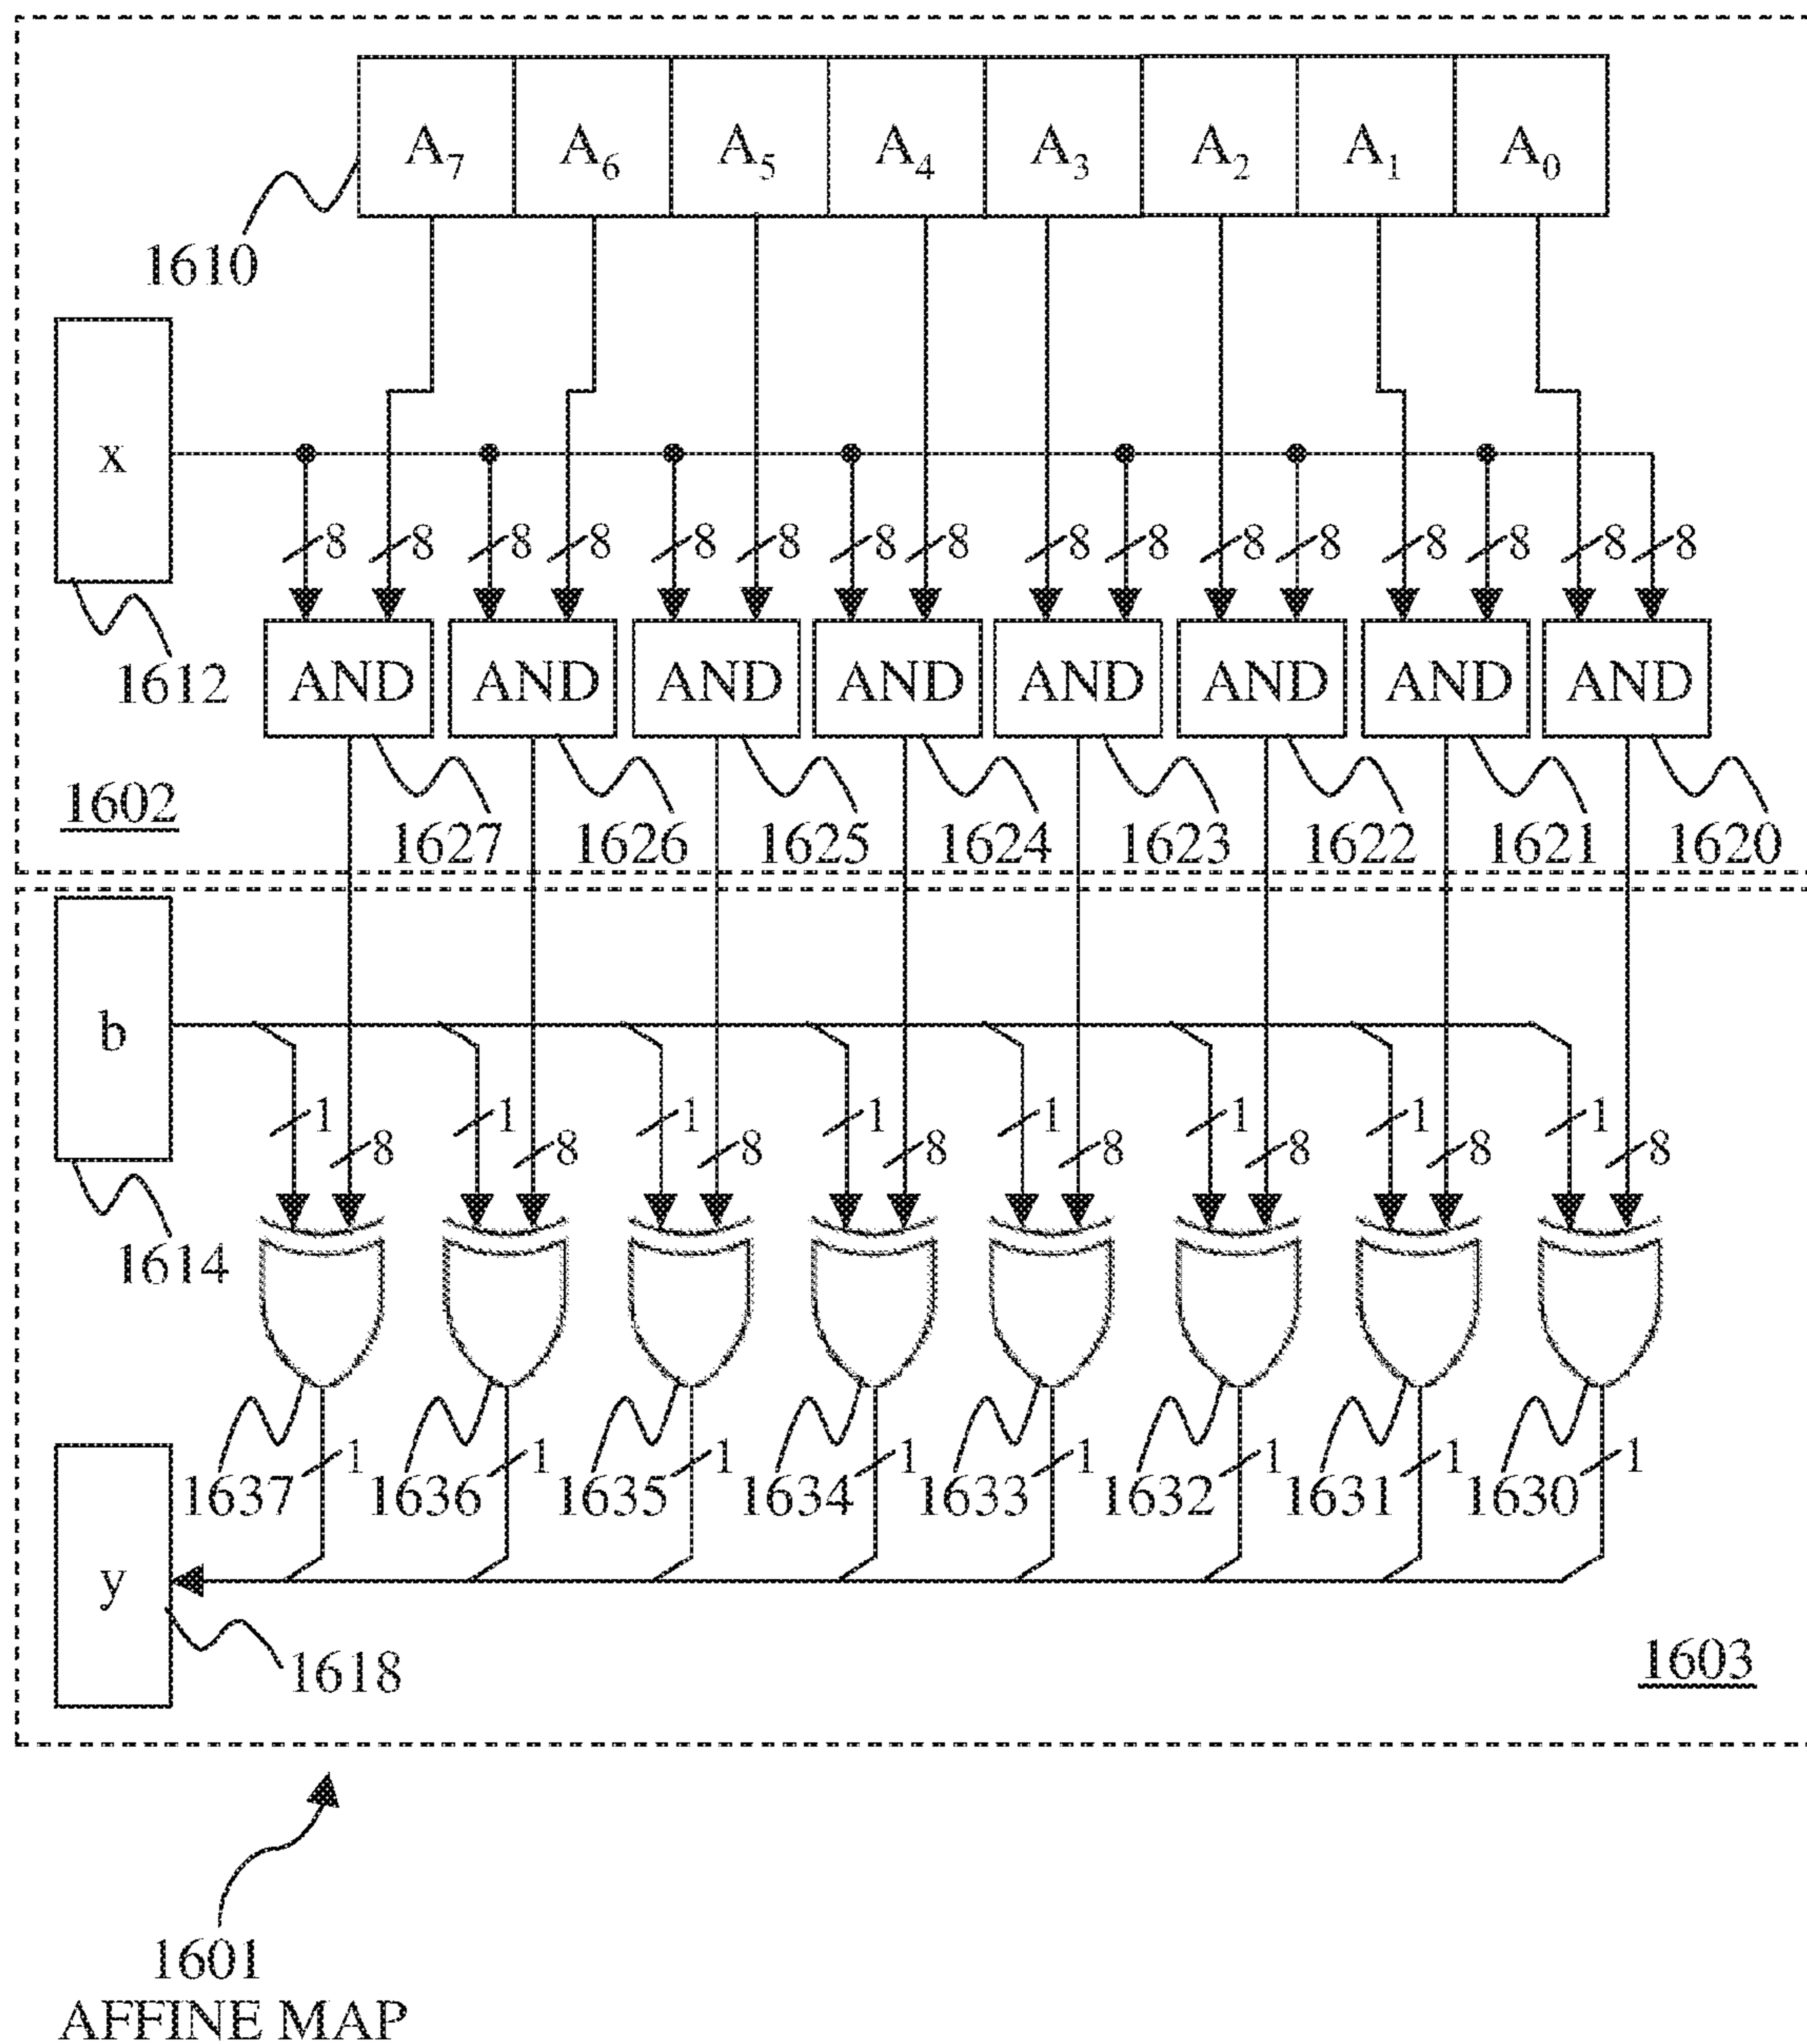 A7 A6 A5 A4 A3 A2 A1 A0
1610
x
8 8 8 8 8 8 8 8 8 8 8 8 8 8 8 8
AND AND AND AND AND AND AND AND
1612
1602
1627 1626 1625 1624 1623 1622 1621 1620
b
1 1 1 1 1 1 1 1
8 8 8 8 8 8 8 8
1614
1 1 1 1 1 1 1 1
1637 1636 1635 1634 1633 1632 1631 1630
y
1618
1603
1601
AFFINE MAP